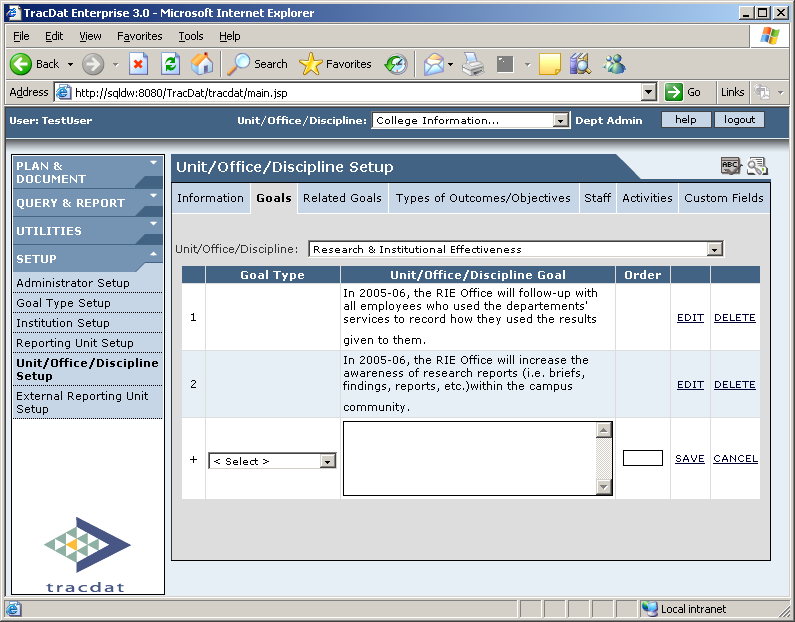 TracDat Enterprise 3.0 - Microsoft Internet Explorer
File Edit View Favorites Tools Help
Back Search Favorites
Address http://sqldw:8080/TracDat/tracdat/main.jsp Go Links
User: TestUser Unit/Office/Discipline: College Information... Dept Admin help logout
PLAN &
DOCUMENT
QUERY & REPORT
UTILITIES
SETUP
Administrator Setup
Goal Type Setup
Institution Setup
Reporting Unit Setup
Unit/Office/Discipline
Setup
External Reporting Unit
Setup
tracdat
Unit/Office/Discipline Setup ABC
Information Goals Related Goals Types of Outcomes/Objectives Staff Activities Custom Fields
Unit/Office/Discipline: Research & Institutional Effectiveness
Goal Type Unit/Office/Discipline Goal Order
1 In 2005-06, the RIE Office will follow-up with
all employees who used the departements'
services to record how they used the results
given to them.
EDIT DELETE
2 In 2005-06, the RIE Office will increase the
awareness of research reports (i.e. briefs,
findings, reports, etc.)within the campus
community.
EDIT DELETE
+ < Select > SAVE CANCEL
Local intranet